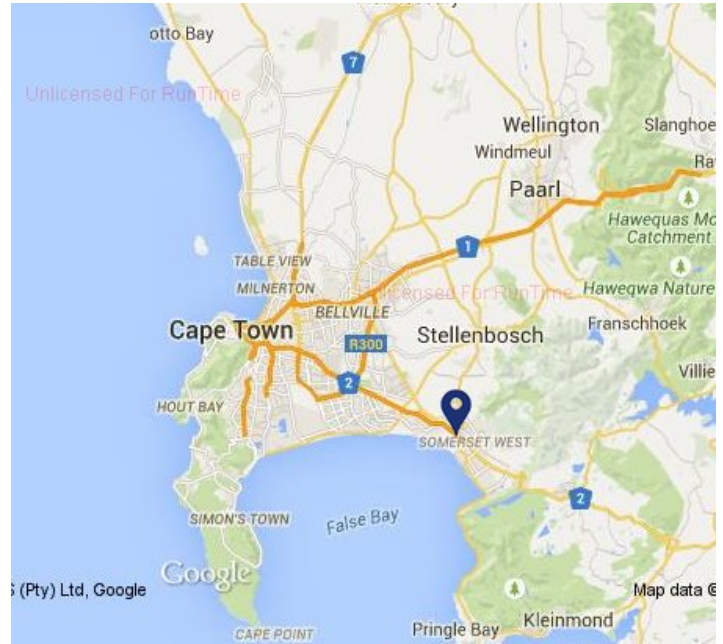 otto Bay
7
Unlicensed For RunTime
Wellington
Slanghoe
Windmeul
Ra
Paarl
Hawequas Mo
Catchment
1
TABLE VIEW
Haweqwa Nature
MILNERTON
Unlicensed For RunTime
BELLVILLE
Franschhoek
Cape Town
Stellenbosch
R300
Villie
2
HOUT BAY
SOMERSET WEST
2
SIMON'S TOWN
False Bay
Google
S (Pty) Ltd, Google
Map data ©
Kleinmond
Pringle Bay
CAPE POINT